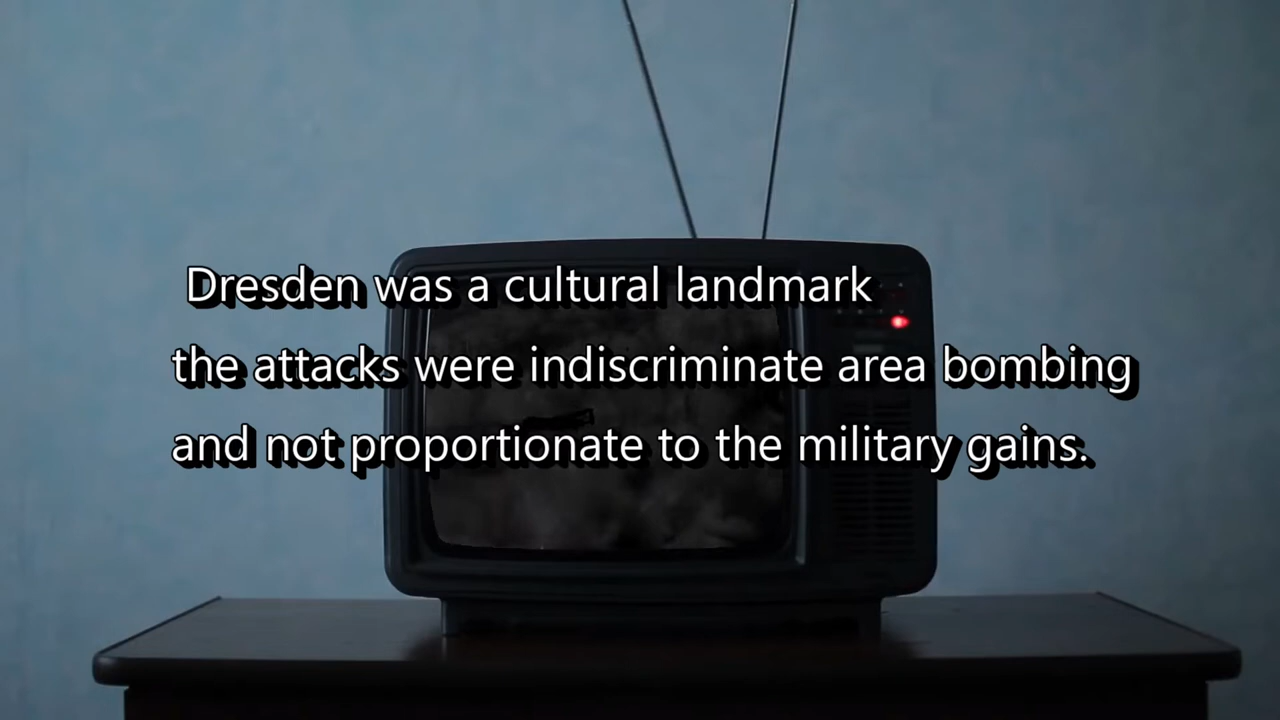 Dresden was a cultural landmark
the attacks were indiscriminate area bombing
and not proportionate to the military gains.